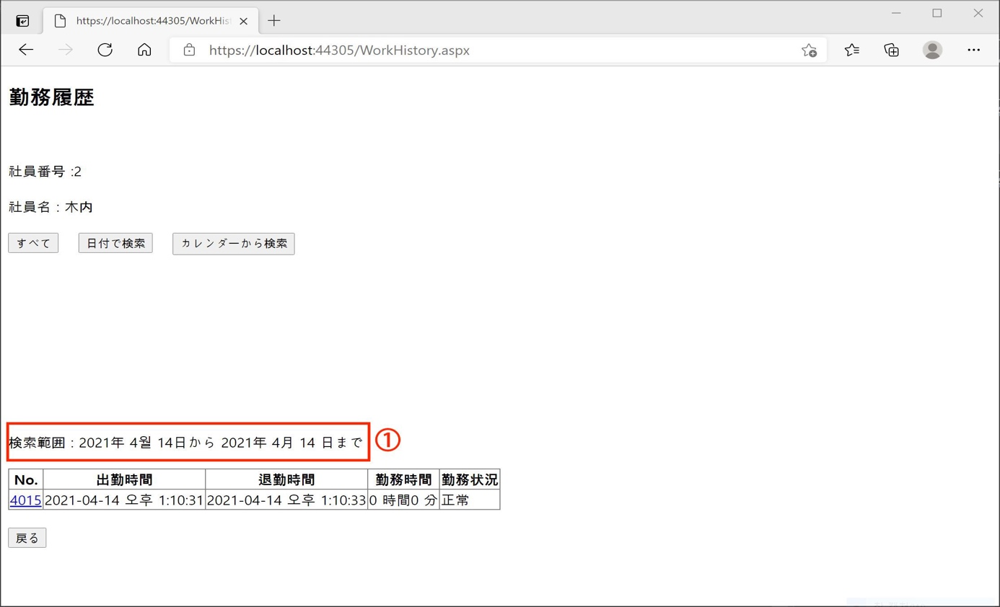 https://localhost:44305/WorkHist
https://localhost:44305/WorkHistory.aspx
勤務履歴
社員番号 :2
社員名 : 木内
すべて 日付で検索 カレンダーから検索
検索範囲 : 2021年 4월 14日から 2021年 4月 14 日まで ①
No. 出勤時間 退勤時間 勤務時間 勤務状況
4015 2021-04-14 오후 1:10:31 2021-04-14 오후 1:10:33 0 時間0 分 正常
戻る